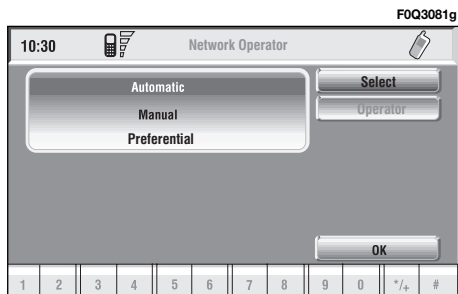 F0Q3081g
10:30 Network Operator
Automatic Select
Manual Operator
Preferential
OK
1 2 3 4 5 6 7 8 9 0 */+ #